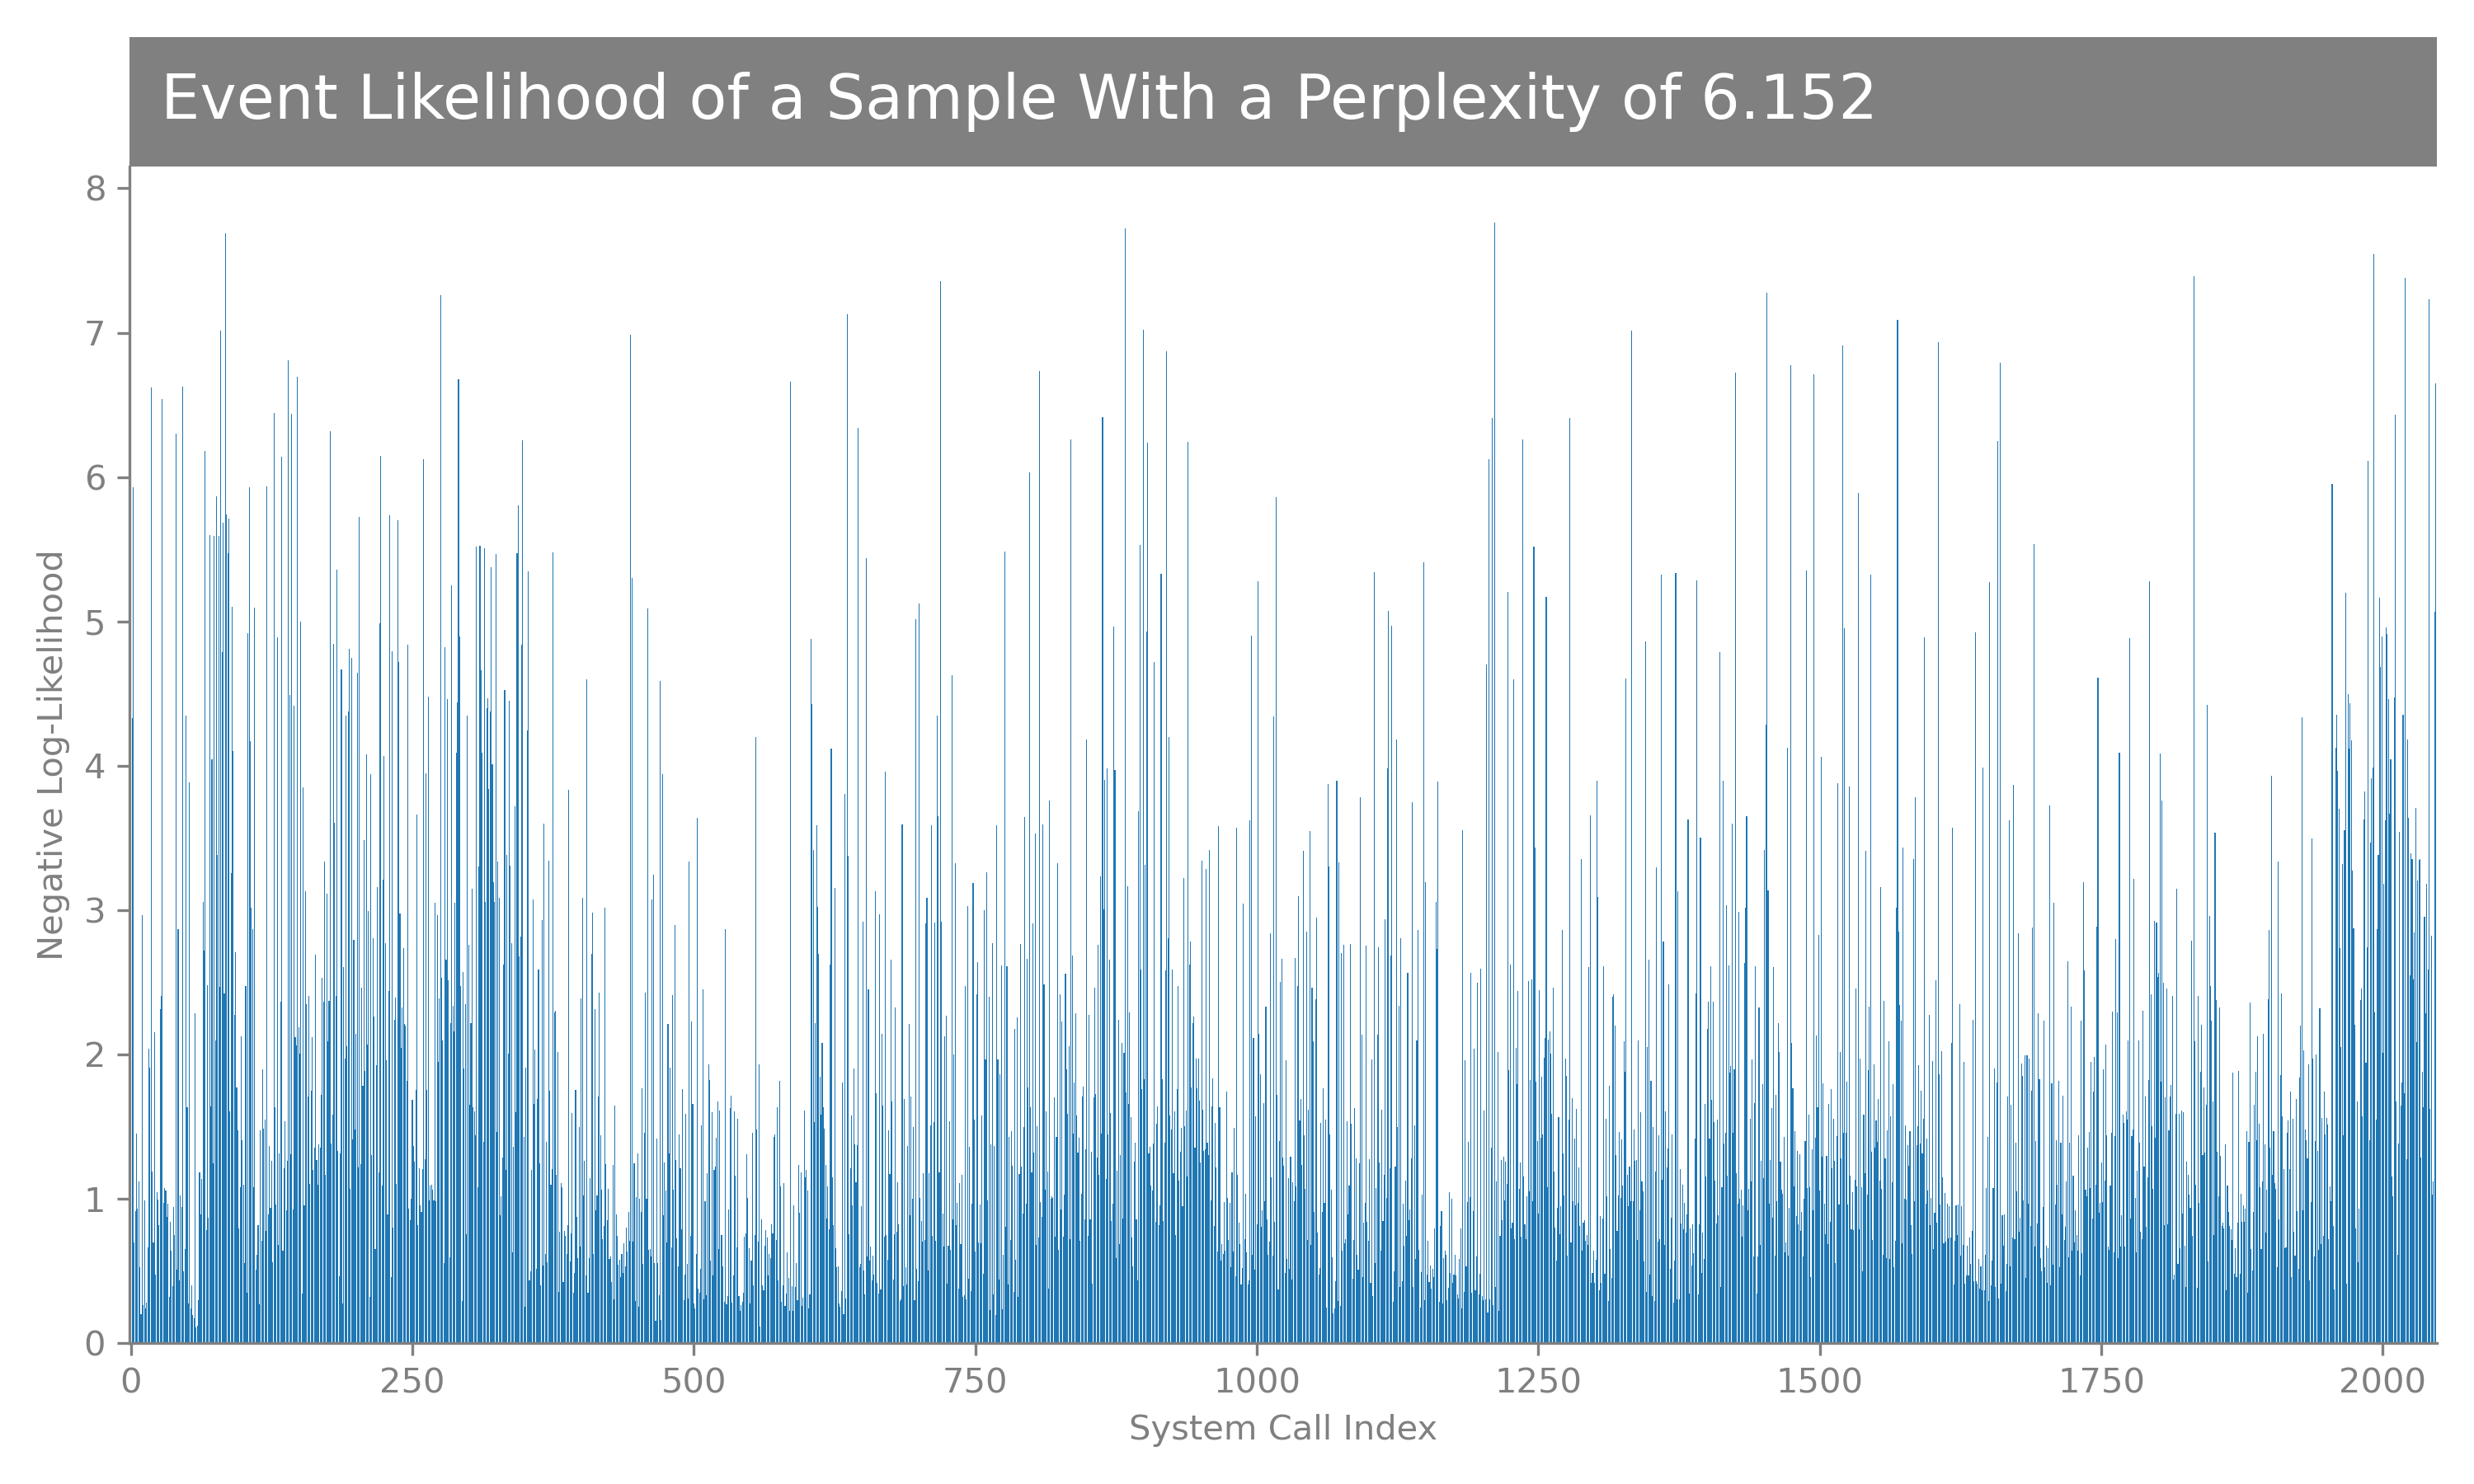 Event Likelihood of a Sample With a Perplexity of 6.152
8
7
6
5
4
3
2
1
0
Negative Log-Likelihood
0 250 500 750 1000 1250 1500 1750 2000
System Call Index